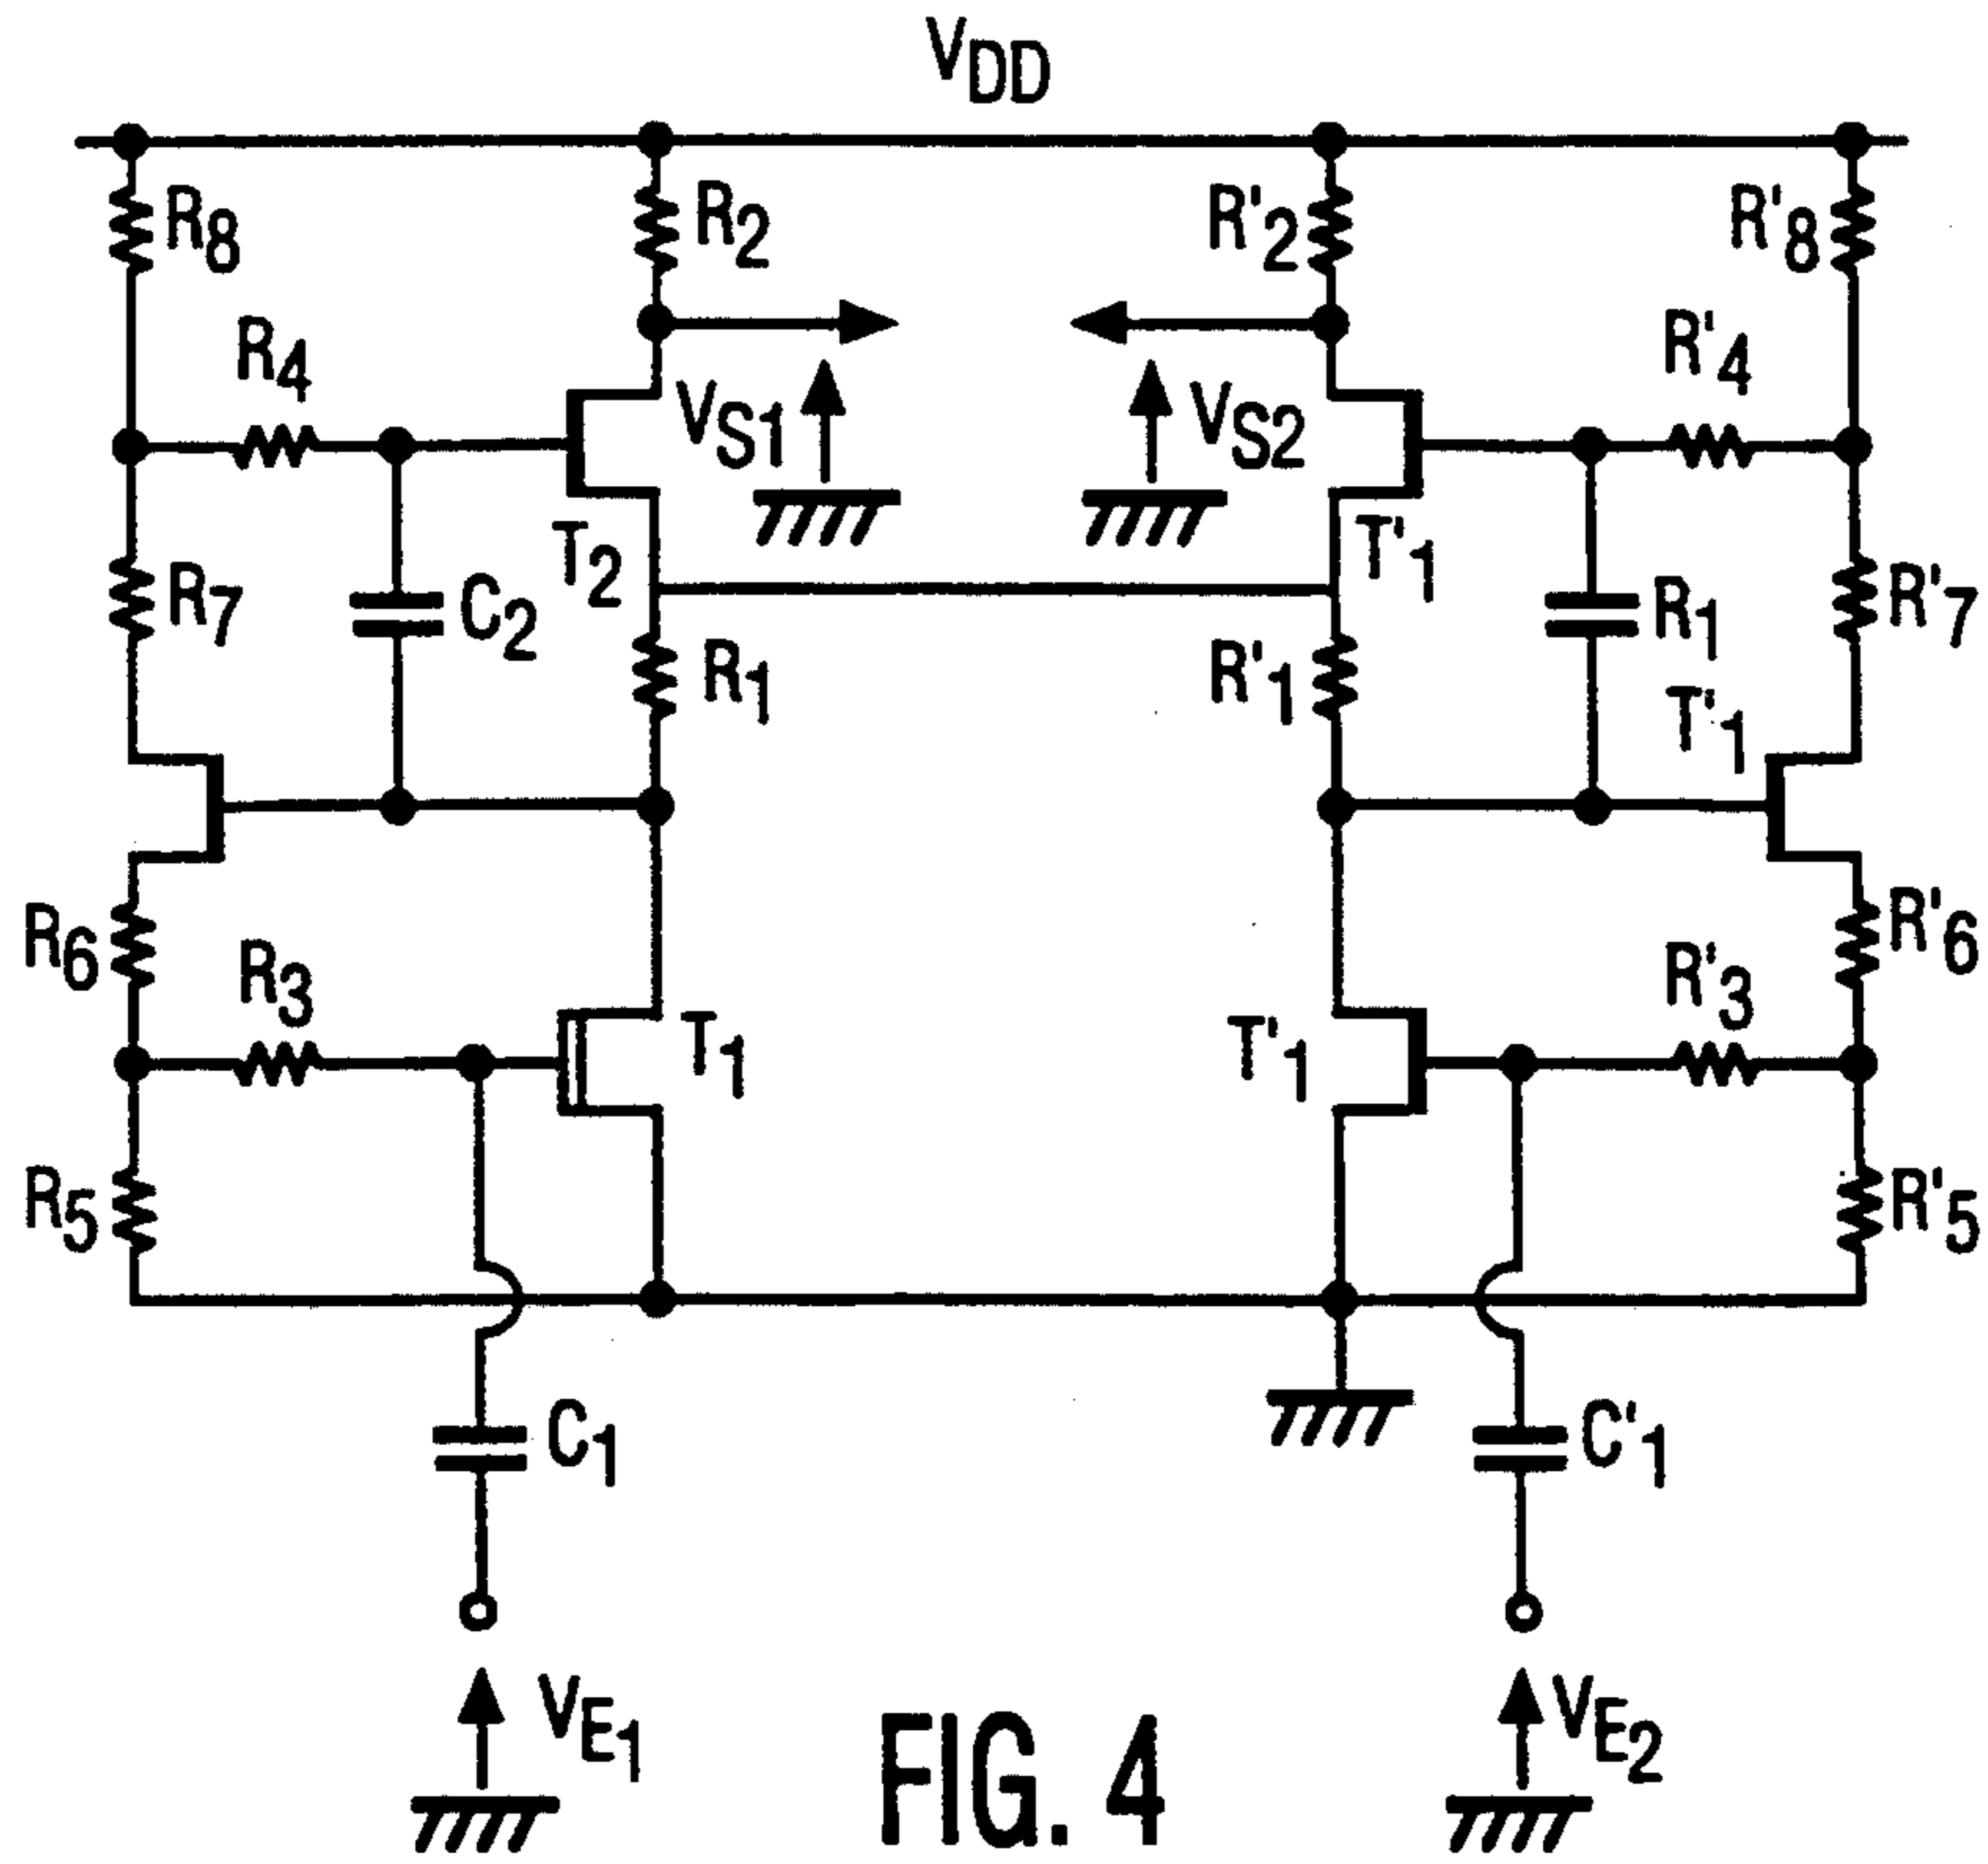 VDD
R8
R2
R'2
R'8
R4
R'4
VS1
VS2
T2
T'1
R7
C2
R1
R'1
R1
R'7
T'1
R6
R3
T1
T'1
R'3
R'6
R5
R'5
C1
C'1
VE1
VE2
FIG. 4